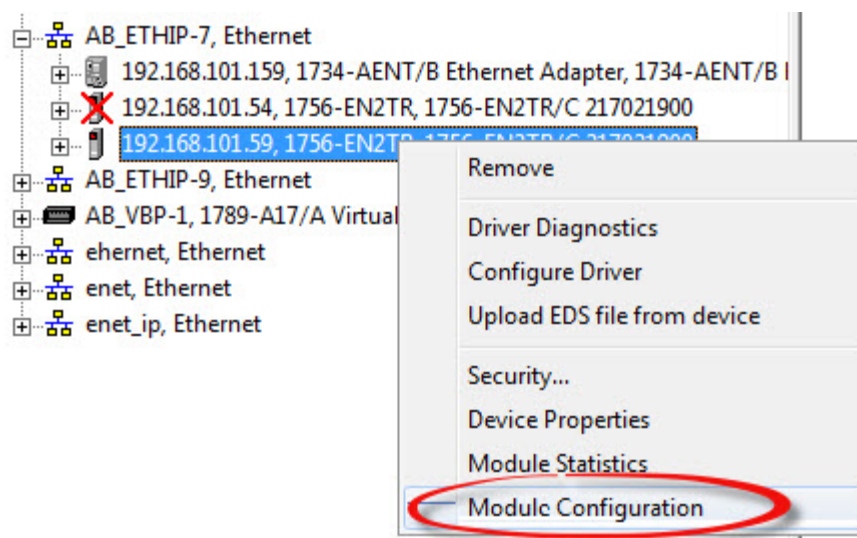 AB_ETHIP-7, Ethernet
192.168.101.159, 1734-AENT/B Ethernet Adapter, 1734-AENT/B
192.168.101.54, 1756-EN2TR, 1756-EN2TR/C 217021900
192.168.101.59, 1756-EN2TR, 1756-EN2TR/C 217021900
AB_ETHIP-9, Ethernet
AB_VBP-1, 1789-A17/A Virtual
ehernet, Ethernet
enet, Ethernet
enet_ip, Ethernet
Remove
Driver Diagnostics
Configure Driver
Upload EDS file from device
Security...
Device Properties
Module Statistics
Module Configuration